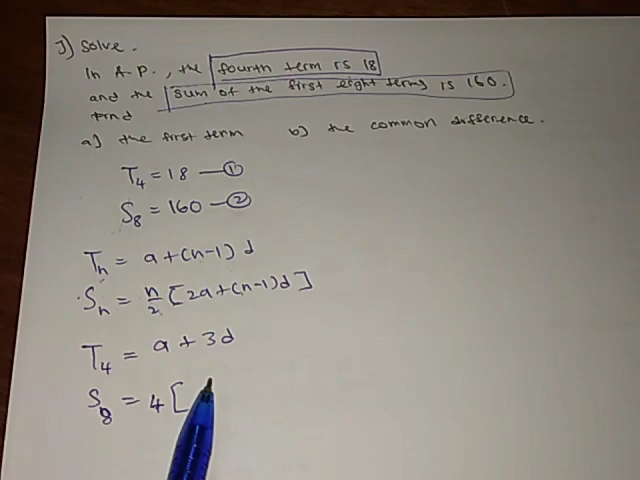 J) Solve.
In A.P., the fourth term is 18
and the sum of the first eight terms is 160.
Find
a) the first term b) the common difference.
T₄ = 18 — ①
S₈ = 160 — ②
Tₙ = a + (n-1) d
Sₙ = n/2 [2a + (n-1)d]
T₄ = a + 3d
S₈ = 4 [